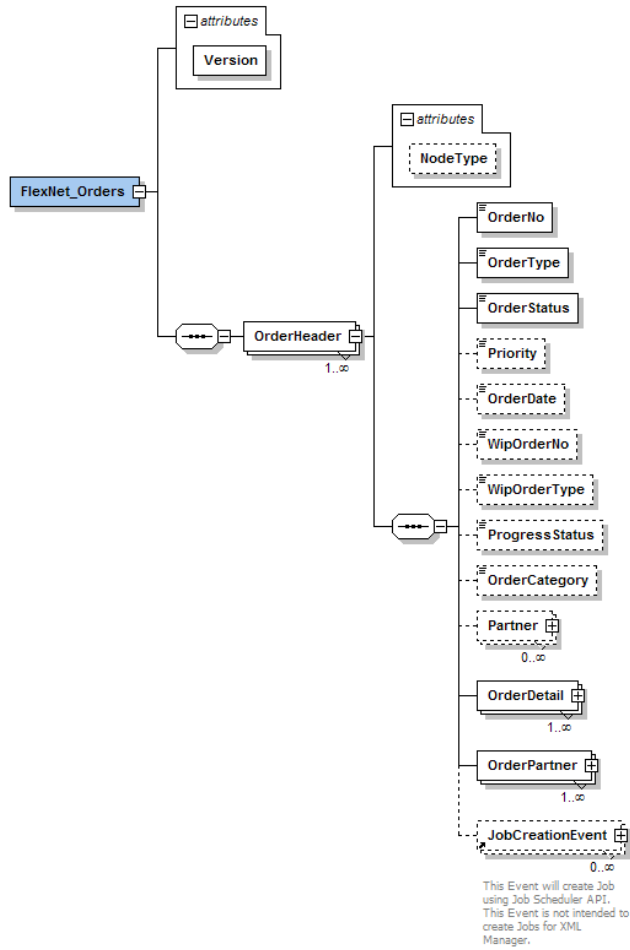 attributes
Version
attributes
NodeType
FlexNet_Orders
OrderNo
OrderType
OrderStatus
OrderHeader
1..∞
Priority
OrderDate
WipOrderNo
WipOrderType
ProgressStatus
OrderCategory
Partner
0..∞
OrderDetail
1..∞
OrderPartner
1..∞
JobCreationEvent
0..∞
This Event will create Job
using Job Scheduler API.
This Event is not intended to
create Jobs for XML
Manager.